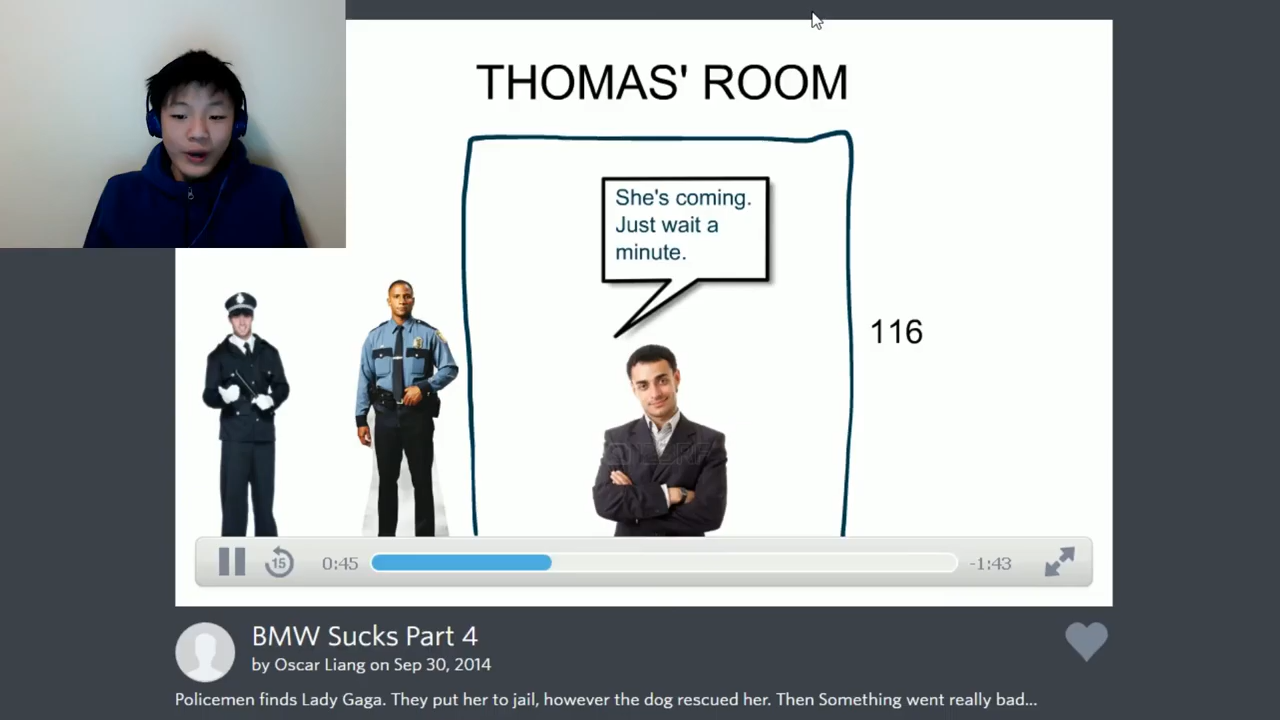 THOMAS' ROOM
She's coming.
Just wait a
minute.
116
15
0:45
-1:43
BMW Sucks Part 4
by Oscar Liang on Sep 30, 2014
Policemen finds Lady Gaga. They put her to jail, however the dog rescued her. Then Something went really bad...